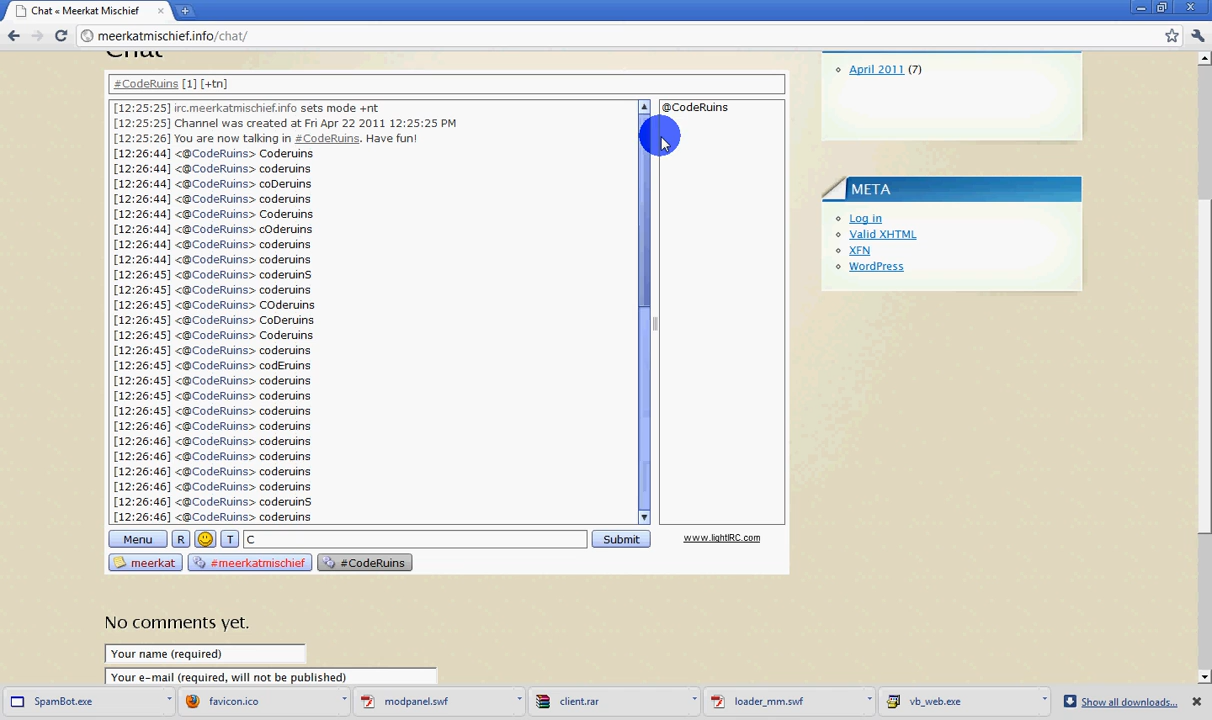 Chat « Meerkat Mischief
meerkatmischief.info/chat/
Chat
#CodeRuins [1] [+tn]
[12:25:25] irc.meerkatmischief.info sets mode +nt
[12:25:25] Channel was created at Fri Apr 22 2011 12:25:25 PM
[12:25:26] You are now talking in #CodeRuins. Have fun!
[12:26:44] <@CodeRuins> Coderuins
[12:26:44] <@CodeRuins> coderuins
[12:26:44] <@CodeRuins> coDeruins
[12:26:44] <@CodeRuins> coderuins
[12:26:44] <@CodeRuins> Coderuins
[12:26:44] <@CodeRuins> cOderuins
[12:26:44] <@CodeRuins> coderuins
[12:26:44] <@CodeRuins> coderuins
[12:26:45] <@CodeRuins> coderuinS
[12:26:45] <@CodeRuins> coderuins
[12:26:45] <@CodeRuins> COderuins
[12:26:45] <@CodeRuins> CoDeruins
[12:26:45] <@CodeRuins> Coderuins
[12:26:45] <@CodeRuins> coderuins
[12:26:45] <@CodeRuins> codEruins
[12:26:45] <@CodeRuins> coderuins
[12:26:45] <@CodeRuins> coderuins
[12:26:45] <@CodeRuins> coderuins
[12:26:46] <@CodeRuins> coderuins
[12:26:46] <@CodeRuins> coderuins
[12:26:46] <@CodeRuins> coderuins
[12:26:46] <@CodeRuins> coderuins
[12:26:46] <@CodeRuins> coderuins
[12:26:46] <@CodeRuins> coderuinS
[12:26:46] <@CodeRuins> coderuins
@CodeRuins
Menu R T C Submit
www.lightIRC.com
meerkat #meerkatmischief #CodeRuins
April 2011 (7)
META
Log in
Valid XHTML
XFN
WordPress
No comments yet.
Your name (required)
Your e-mail (required, will not be published)
SpamBot.exe favicon.ico modpanel.swf client.rar loader_mm.swf vb_web.exe Show all downloads...